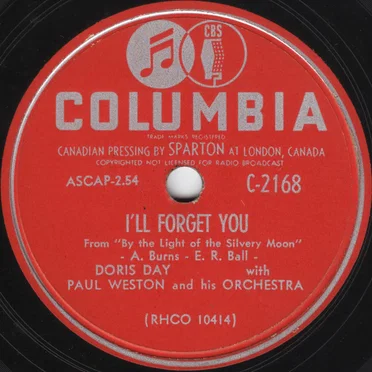 CBS
COLUMBIA
TRADE MARKS REGISTERED
CANADIAN PRESSING BY SPARTON AT LONDON, CANADA
COPYRIGHTED NOT LICENSED FOR RADIO BROADCAST
ASCAP-2.54
C-2168
I'LL FORGET YOU
From "By the Light of the Silvery Moon"
- A. Burns - E. R. Ball -
DORIS DAY with
PAUL WESTON and his ORCHESTRA
(RHCO 10414)